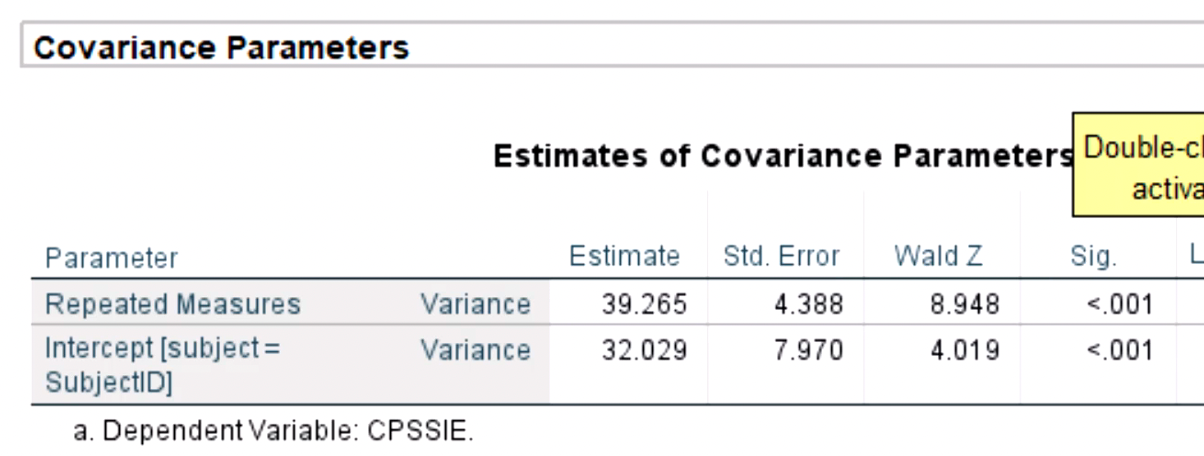 Covariance Parameters
Estimates of Covariance Parameters
Double-cl
activa
Parameter Estimate Std. Error Wald Z Sig. L
Repeated Measures Variance 39.265 4.388 8.948 <.001
Intercept [subject = Variance 32.029 7.970 4.019 <.001
SubjectID]
a. Dependent Variable: CPSSIE.